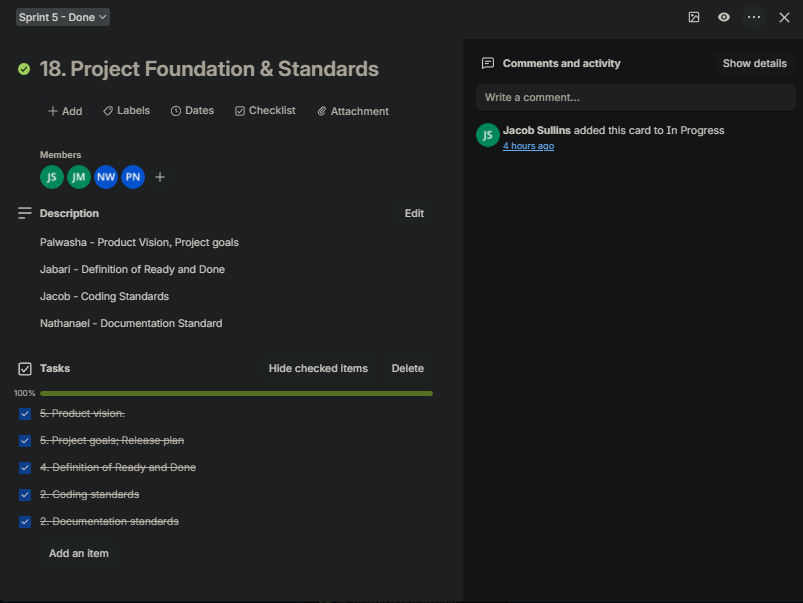 Sprint 5 - Done
18. Project Foundation & Standards
Add Labels Dates Checklist Attachment
Members
JS JM NW PN
Description Edit
Palwasha - Product Vision, Project goals
Jabari - Definition of Ready and Done
Jacob - Coding Standards
Nathanael - Documentation Standard
Tasks Hide checked items Delete
100%
5. Product vision.
5. Project goals; Release plan
4. Definition of Ready and Done
2. Coding standards
2. Documentation standards
Add an item
Comments and activity Show details
Write a comment...
JS Jacob Sullins added this card to In Progress
4 hours ago